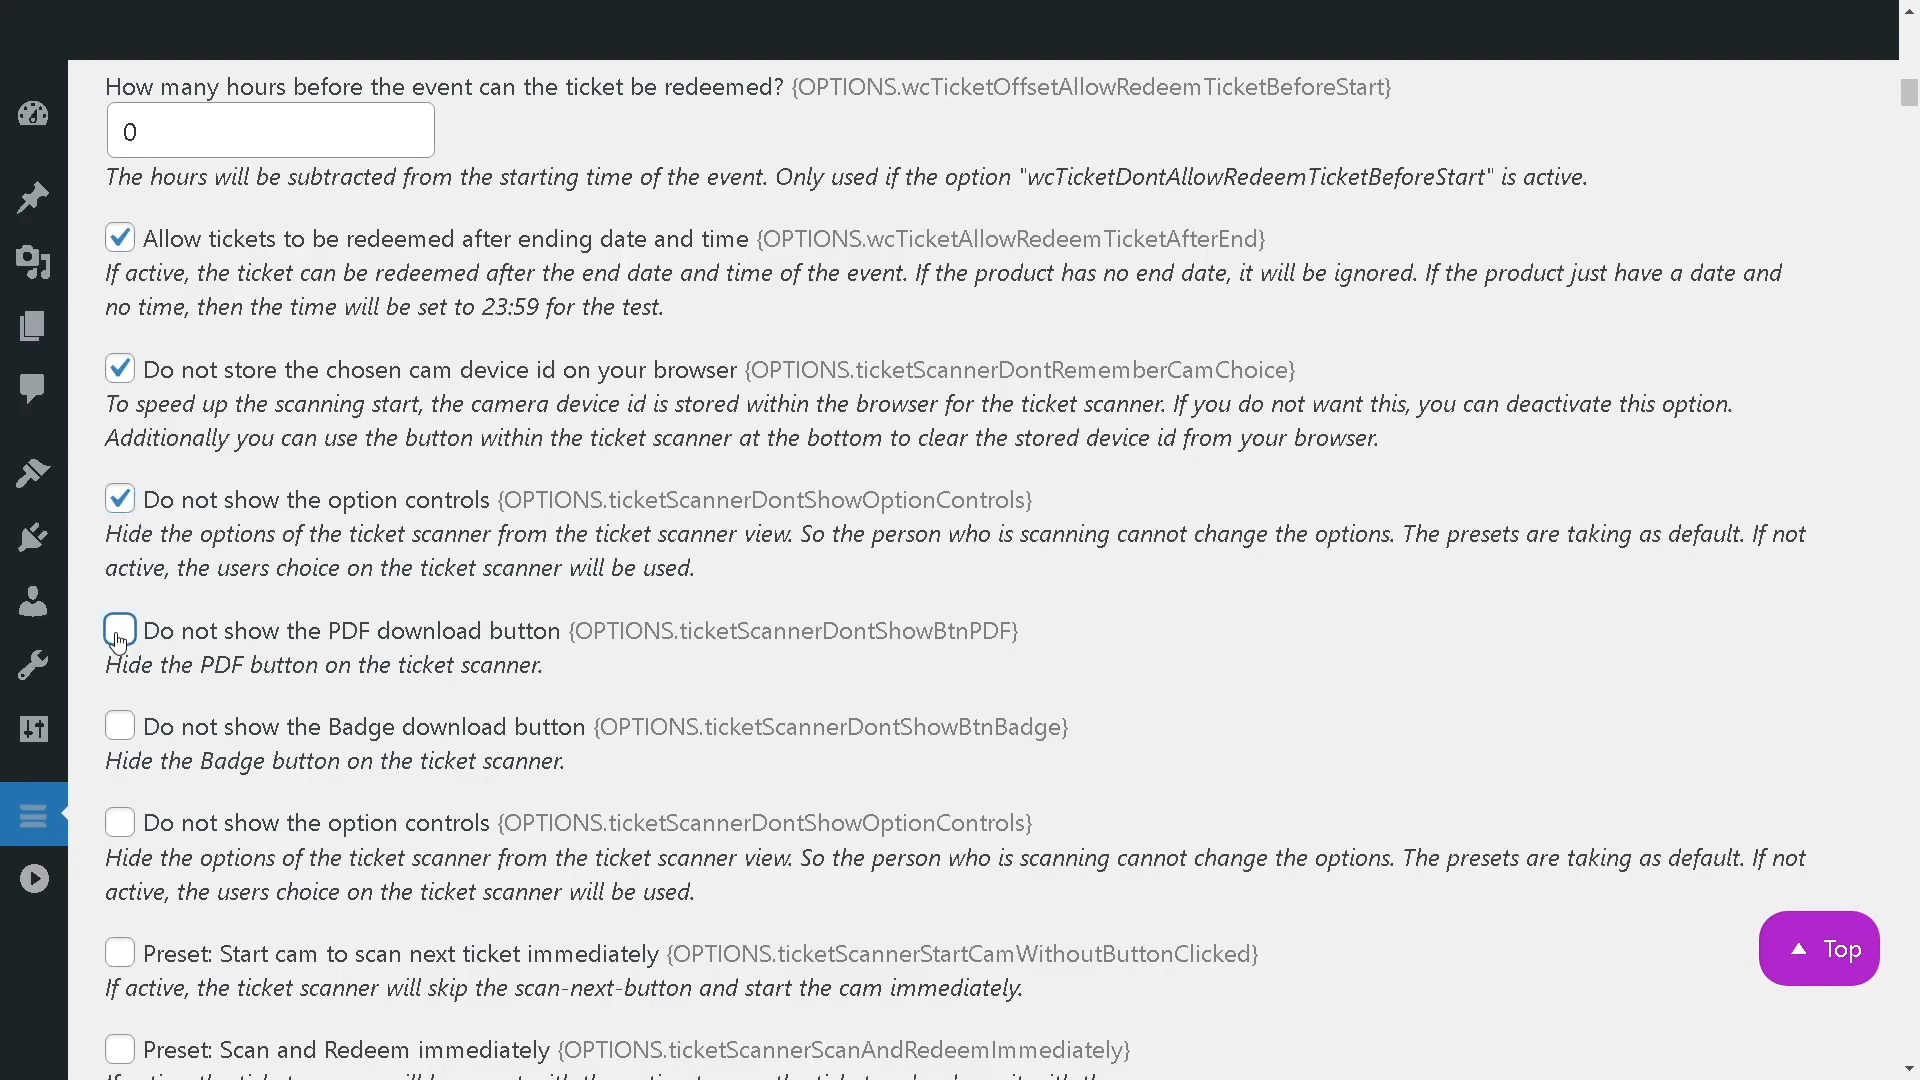 How many hours before the event can the ticket be redeemed? {OPTIONS.wcTicketOffsetAllowRedeemTicketBeforeStart}
0
The hours will be subtracted from the starting time of the event. Only used if the option "wcTicketDontAllowRedeemTicketBeforeStart" is active.
Allow tickets to be redeemed after ending date and time {OPTIONS.wcTicketAllowRedeemTicketAfterEnd}
If active, the ticket can be redeemed after the end date and time of the event. If the product has no end date, it will be ignored. If the product just have a date and
no time, then the time will be set to 23:59 for the test.
Do not store the chosen cam device id on your browser {OPTIONS.ticketScannerDontRememberCamChoice}
To speed up the scanning start, the camera device id is stored within the browser for the ticket scanner. If you do not want this, you can deactivate this option.
Additionally you can use the button within the ticket scanner at the bottom to clear the stored device id from your browser.
Do not show the option controls {OPTIONS.ticketScannerDontShowOptionControls}
Hide the options of the ticket scanner from the ticket scanner view. So the person who is scanning cannot change the options. The presets are taking as default. If not
active, the users choice on the ticket scanner will be used.
Do not show the PDF download button {OPTIONS.ticketScannerDontShowBtnPDF}
Hide the PDF button on the ticket scanner.
Do not show the Badge download button {OPTIONS.ticketScannerDontShowBtnBadge}
Hide the Badge button on the ticket scanner.
Do not show the option controls {OPTIONS.ticketScannerDontShowOptionControls}
Hide the options of the ticket scanner from the ticket scanner view. So the person who is scanning cannot change the options. The presets are taking as default. If not
active, the users choice on the ticket scanner will be used.
Top
Preset: Start cam to scan next ticket immediately {OPTIONS.ticketScannerStartCamWithoutButtonClicked}
If active, the ticket scanner will skip the scan-next-button and start the cam immediately.
Preset: Scan and Redeem immediately {OPTIONS.ticketScannerScanAndRedeemImmediately}